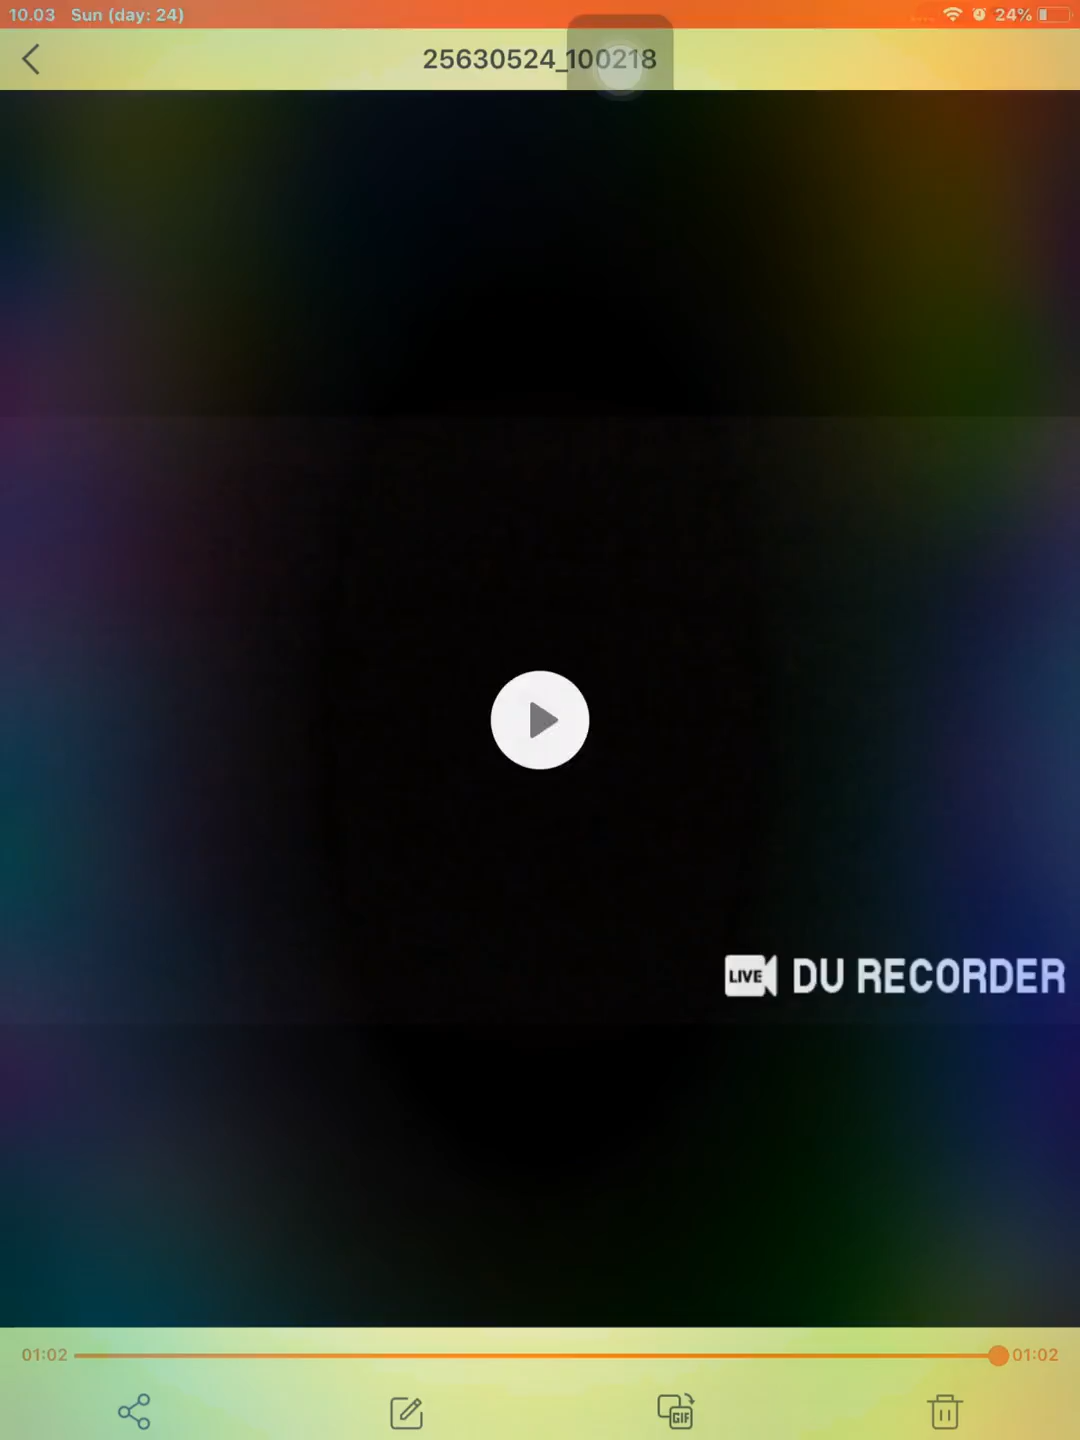 10.03 Sun (day: 24) 24%
25630524_100218
LIVE DU RECORDER
01:02 01:02
GIF